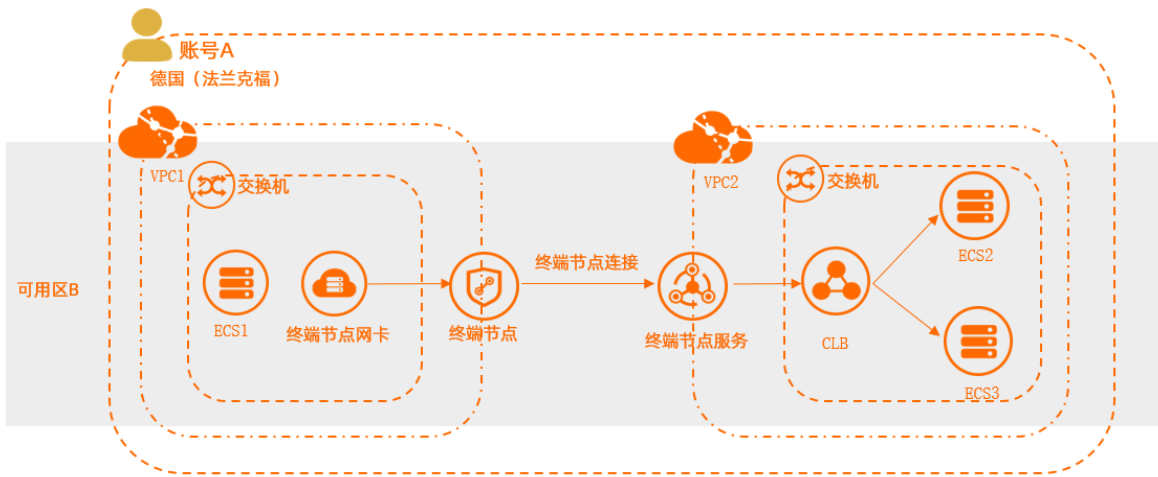 账号A
德国（法兰克福）
VPC1
交换机
VPC2
交换机
可用区B
ECS1
终端节点网卡
终端节点
终端节点连接
终端节点服务
CLB
ECS2
ECS3